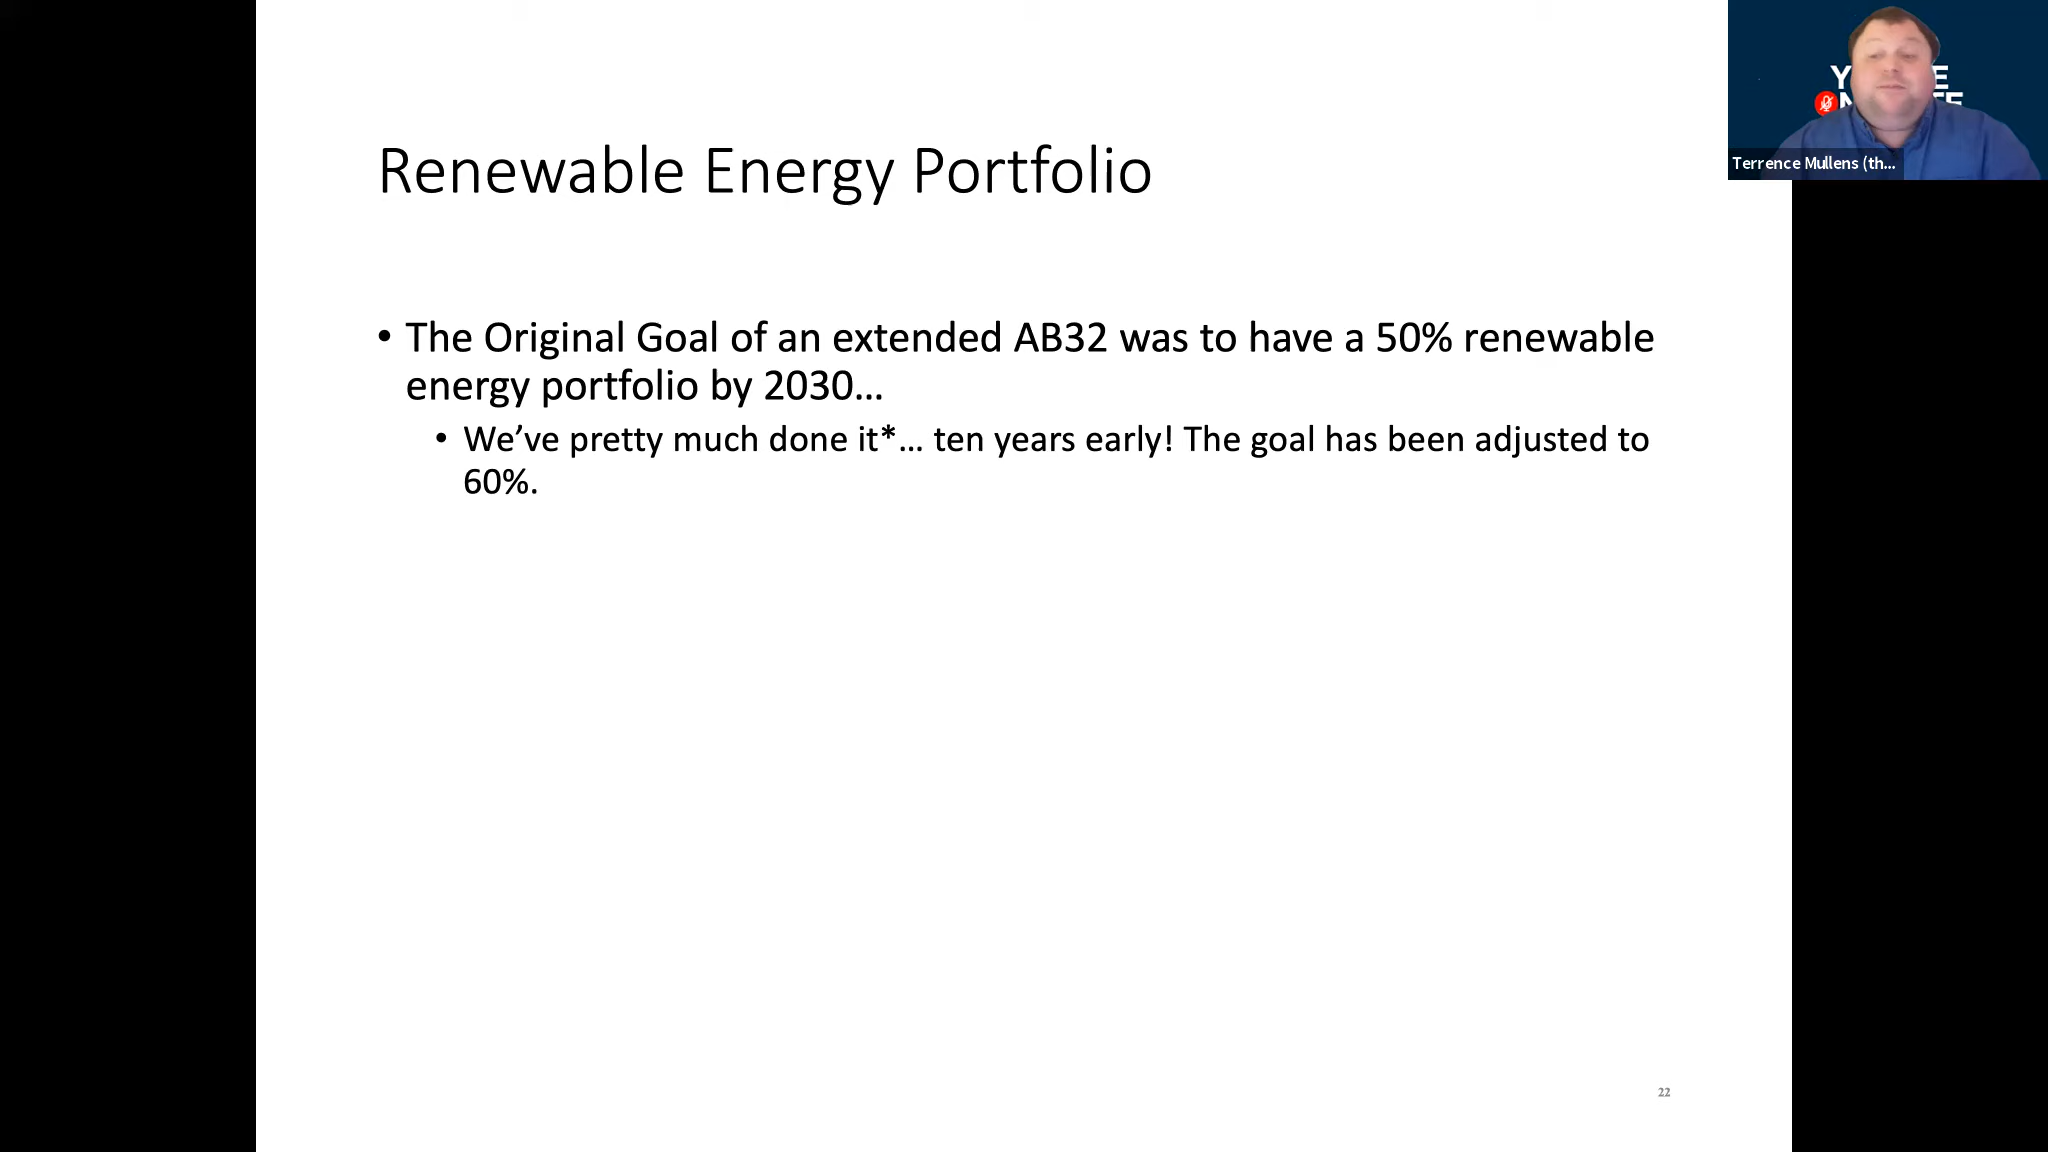 Renewable Energy Portfolio
• The Original Goal of an extended AB32 was to have a 50% renewable
energy portfolio by 2030…
• We’ve pretty much done it*… ten years early! The goal has been adjusted to
60%.
22
Terrence Mullens (th...